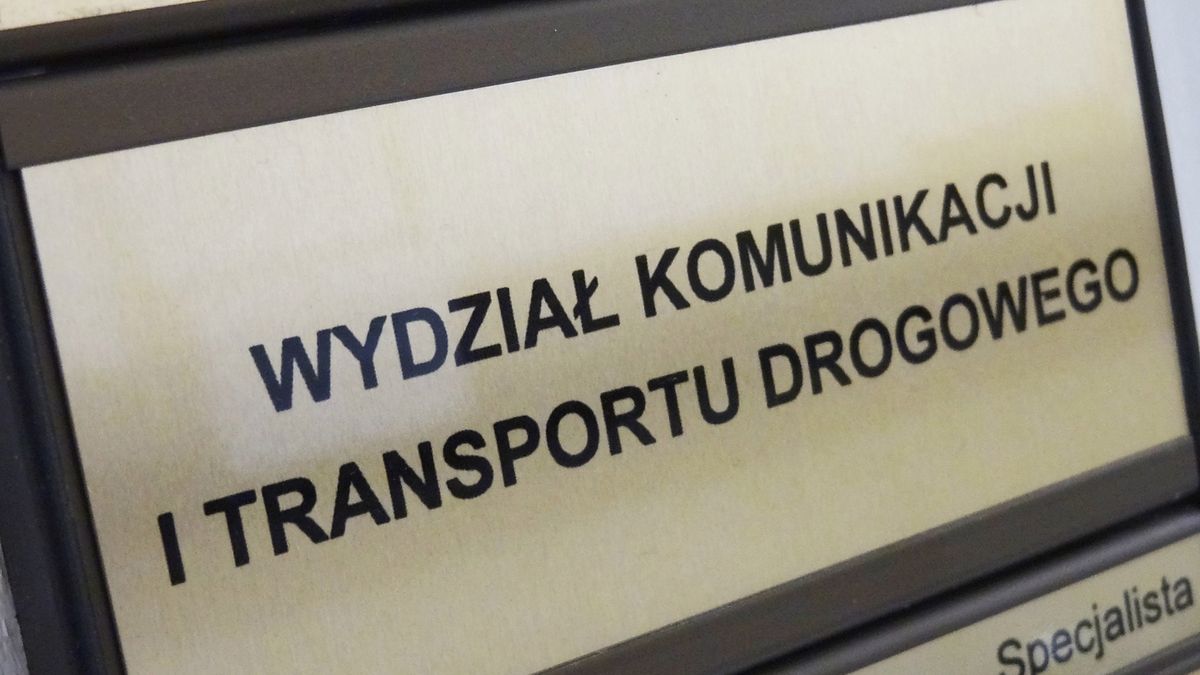 WYDZIAŁ KOMUNIKACJI
I TRANSPORTU DROGOWEGO
Specjalista